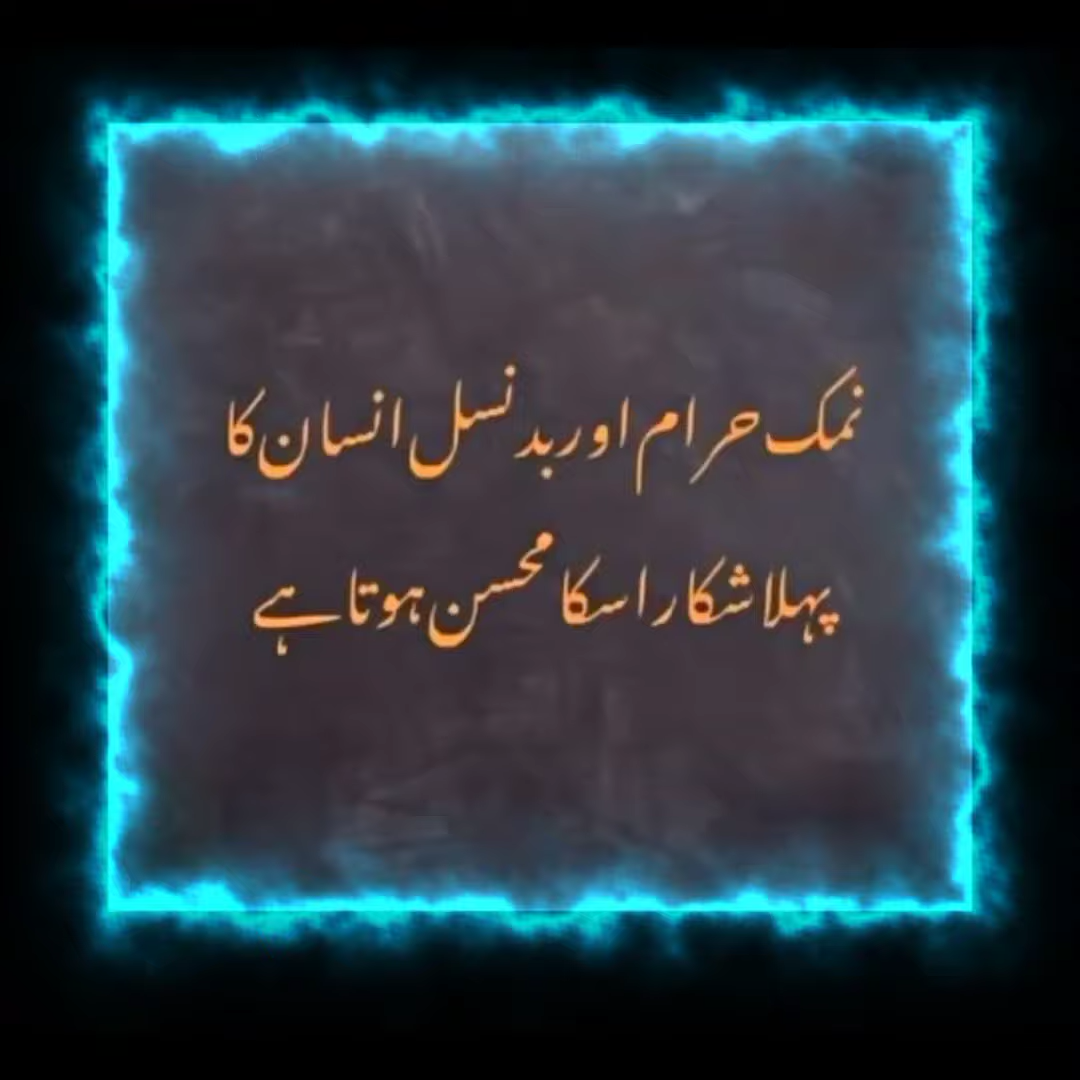 نمک حرام اور بد نسل انسان کا
پہلا شکار اسکا محسن ہوتا ہے